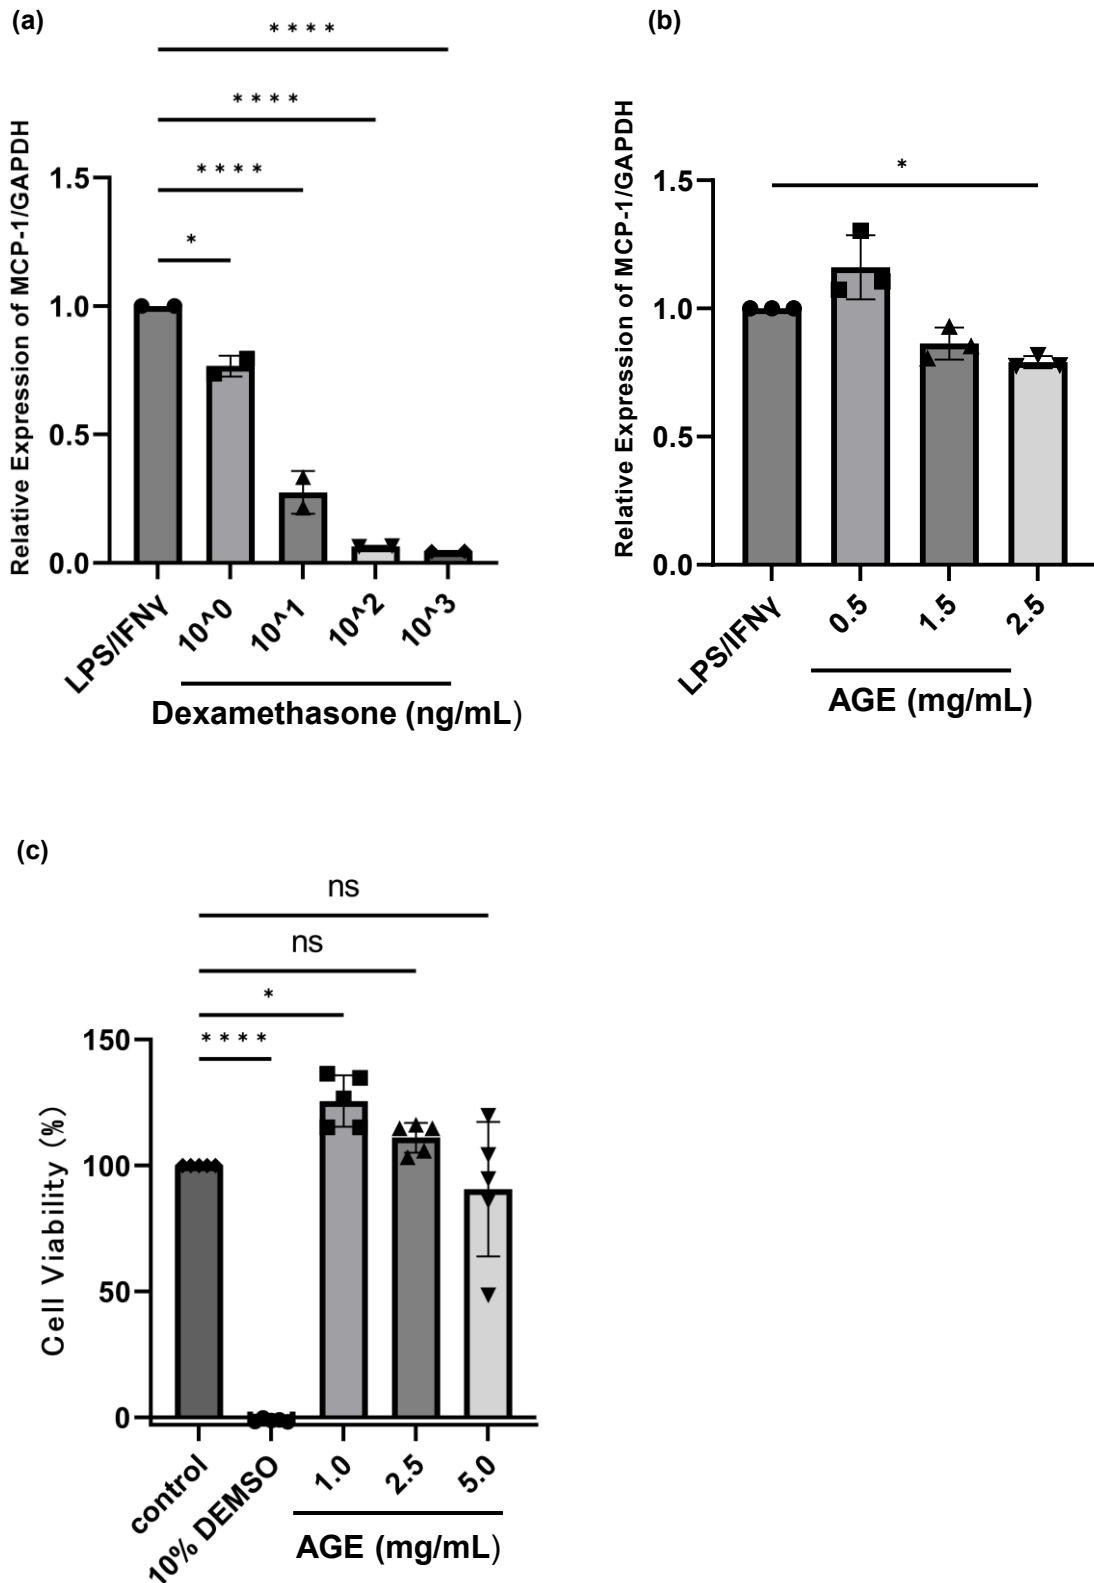 (a)
****
****
****
*
Relative Expression of MCP-1/GAPDH
1.5
1.0
0.5
0.0
LPS/IFNγ
10^0
10^1
10^2
10^3
Dexamethasone (ng/mL)
(b)
*
Relative Expression of MCP-1/GAPDH
1.5
1.0
0.5
0.0
LPS/IFNγ
0.5
1.5
2.5
AGE (mg/mL)
(c)
ns
ns
*
****
Cell Viability (%)
150
100
50
0
control
10% DEMSO
1.0
2.5
5.0
AGE (mg/mL)